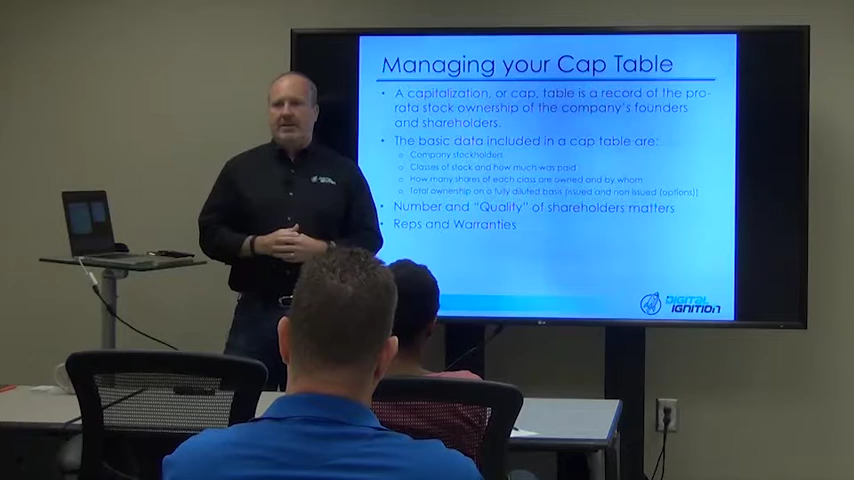 Managing your Cap Table
• A capitalization, or cap, table is a record of the pro-
rata stock ownership of the company's founders
and shareholders.
• The basic data included in a cap table are:
○ Company stockholders
○ Classes of stock and how much was paid
○ How many shares of each class are owned and by whom
○ Total ownership on a fully diluted basis (issued and non issued (options))
• Number and "Quality" of shareholders matters
• Reps and Warranties
DIGITAL
IGNITION
LG